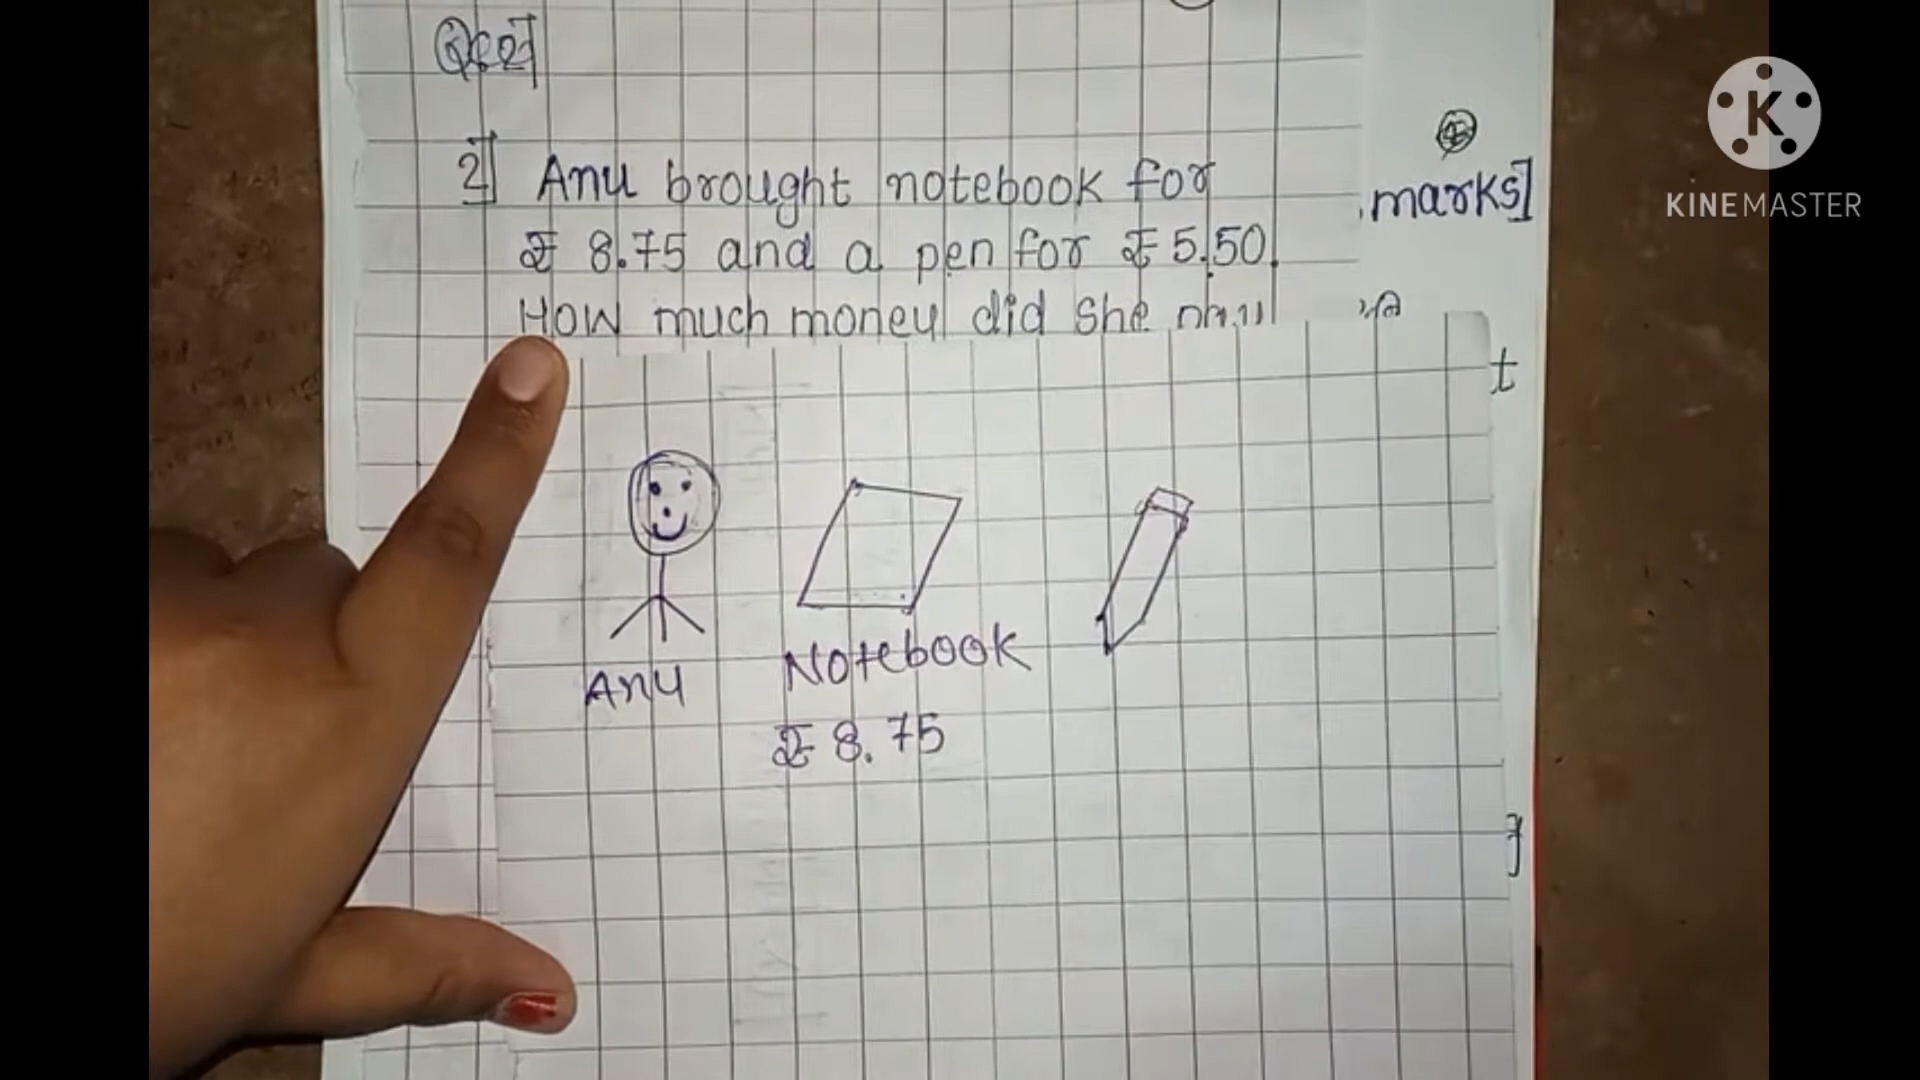 Q.2]
2] Anu brought notebook for
₹ 8.75 and a pen for ₹ 5.50.
How much money did she
marks]
t
Anu
Notebook
₹ 8.75
K
KINEMASTER